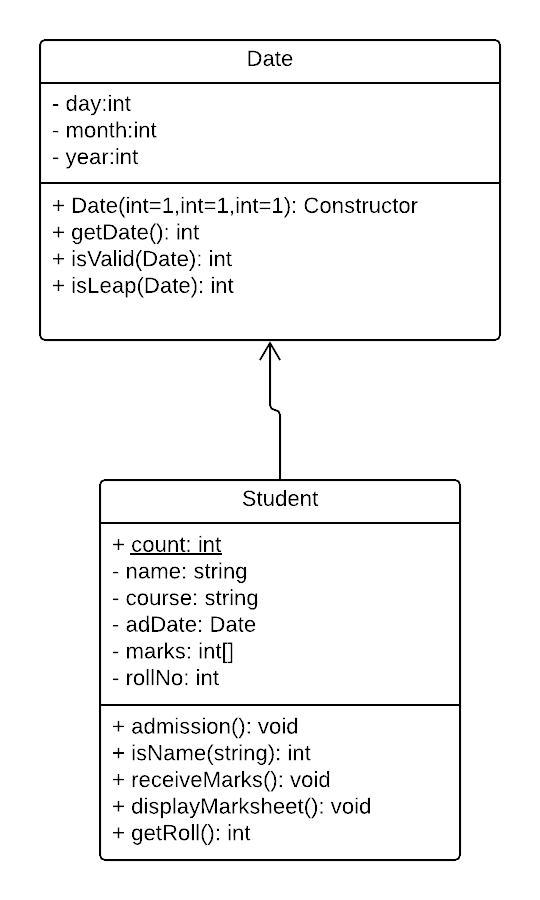 Date
- day:int
- month:int
- year:int
+ Date(int=1,int=1,int=1): Constructor
+ getDate(): int
+ isValid(Date): int
+ isLeap(Date): int
Student
+ count: int
- name: string
- course: string
- adDate: Date
- marks: int[]
- rollNo: int
+ admission(): void
+ isName(string): int
+ receiveMarks(): void
+ displayMarksheet(): void
+ getRoll(): int